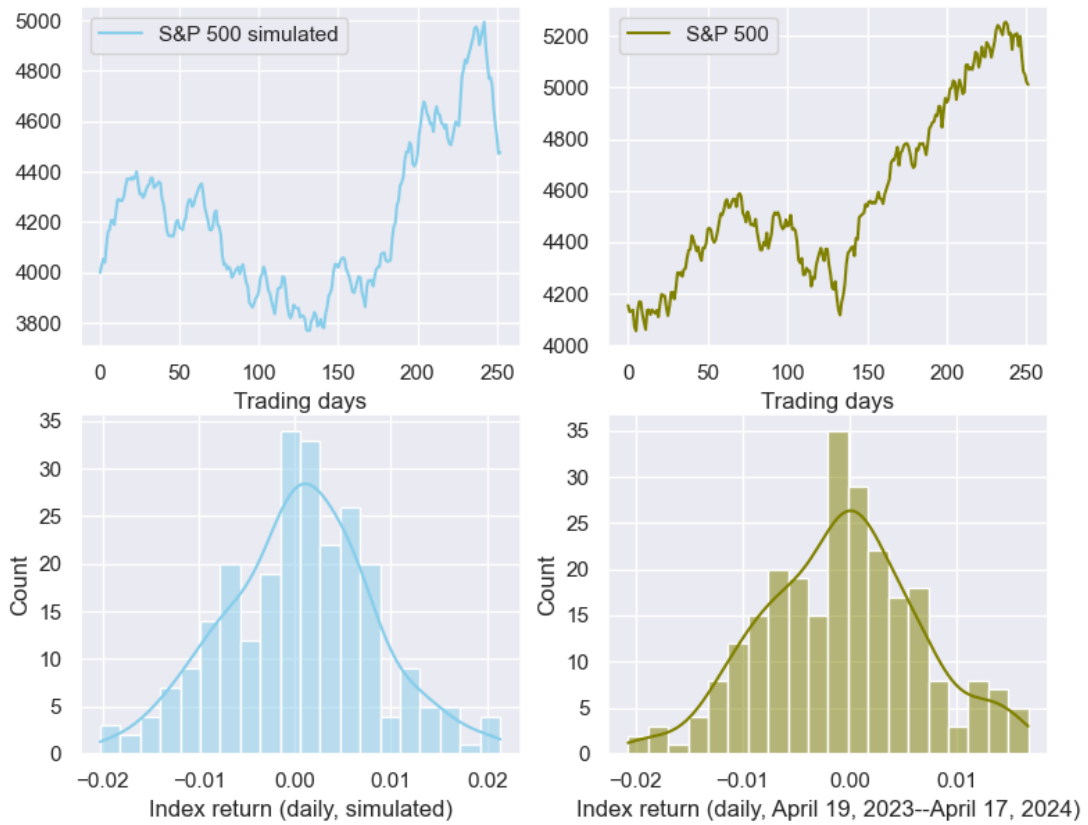 S&P 500 simulated
5000
4800
4600
4400
4200
4000
3800
0 50 100 150 200 250
Trading days
S&P 500
5200
5000
4800
4600
4400
4200
4000
0 50 100 150 200 250
Trading days
Count
35
30
25
20
15
10
5
0
−0.02 −0.01 0.00 0.01 0.02
Index return (daily, simulated)
Count
35
30
25
20
15
10
5
0
−0.02 −0.01 0.00 0.01
Index return (daily, April 19, 2023--April 17, 2024)